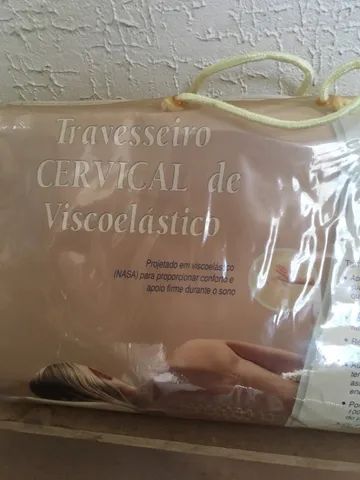 Travesseiro
CERVICAL de
Viscoelástico
Projetado em viscoelástico
(NASA) para proporcionar conforto e
apoio firme durante o sono